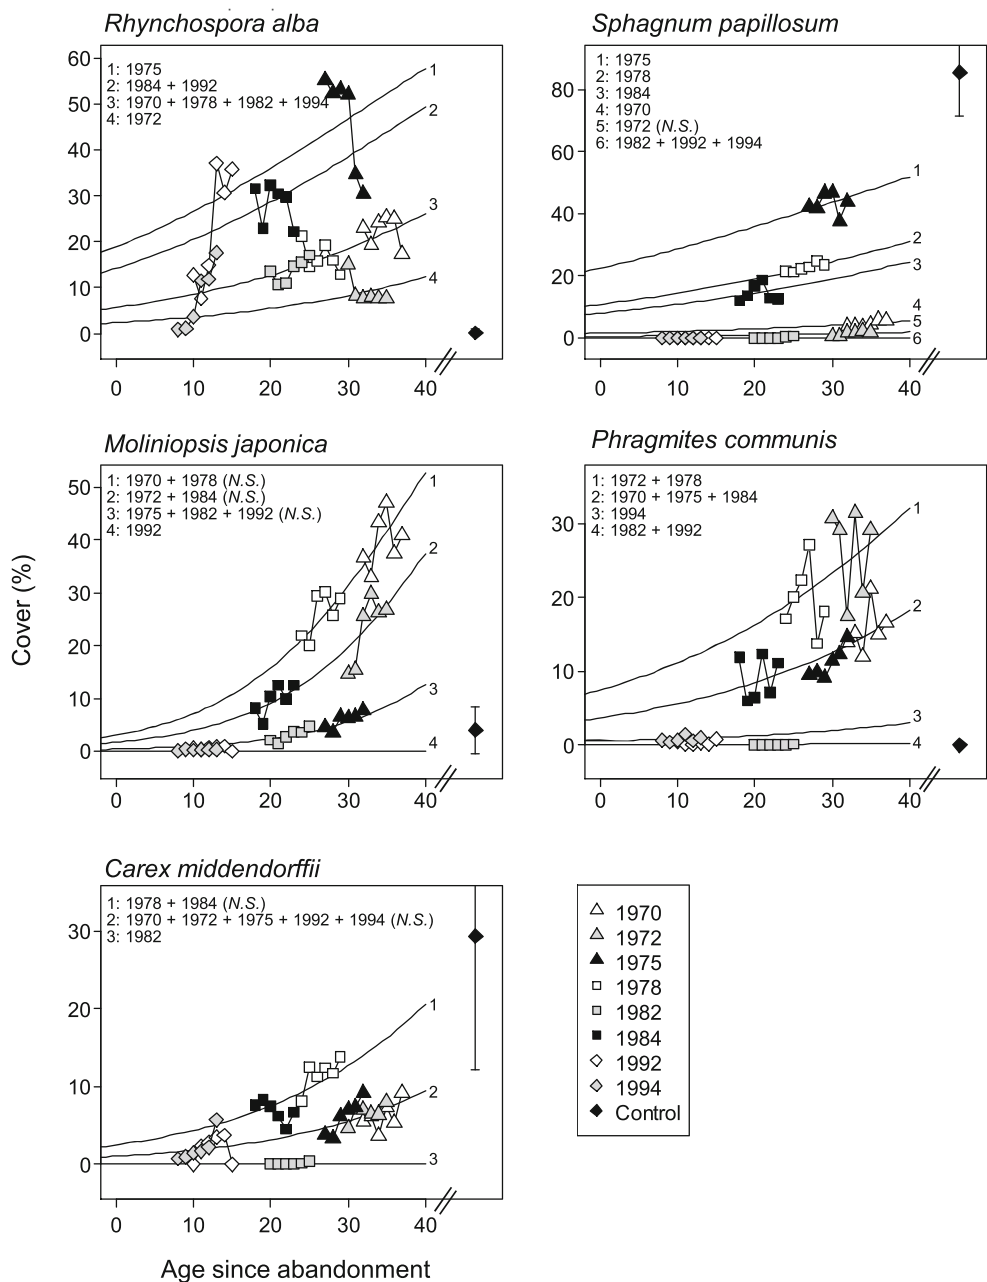 Rhynchospora alba
1: 1975
2: 1984 + 1992
3: 1970 + 1978 + 1982 + 1994
4: 1972
60
50
40
30
20
10
0
1
2
3
4
0 10 20 30 40
Sphagnum papillosum
1: 1975
2: 1978
3: 1984
4: 1970
5: 1972 (N.S.)
6: 1982 + 1992 + 1994
80
60
40
20
0
1
2
3
4
5
6
0 10 20 30 40
Moliniopsis japonica
1: 1970 + 1978 (N.S.)
2: 1972 + 1984 (N.S.)
3: 1975 + 1982 + 1992 (N.S.)
4: 1992
50
40
30
20
10
0
1
2
3
4
0 10 20 30 40
Phragmites communis
1: 1972 + 1978
2: 1970 + 1975 + 1984
3: 1994
4: 1982 + 1992
30
20
10
0
1
2
3
4
0 10 20 30 40
Cover (%)
Carex middendorffii
1: 1978 + 1984 (N.S.)
2: 1970 + 1972 + 1975 + 1992 + 1994 (N.S.)
3: 1982
30
20
10
0
1
2
3
0 10 20 30 40
Age since abandonment
1970
1972
1975
1978
1982
1984
1992
1994
Control